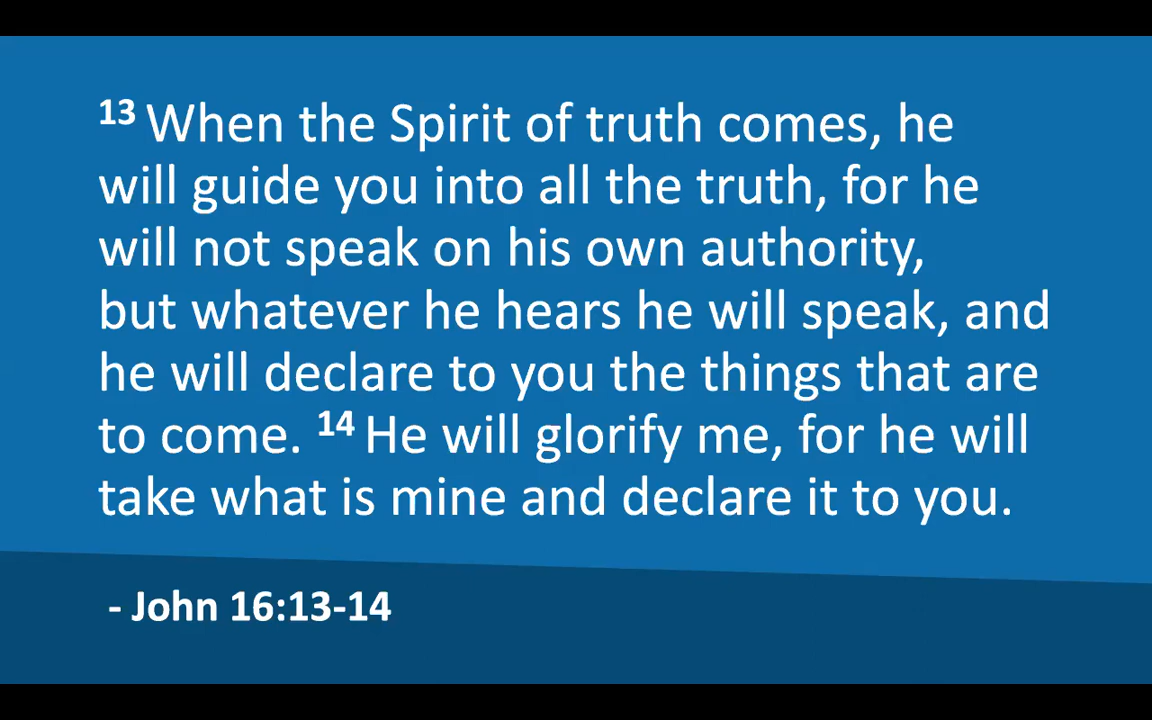 13 When the Spirit of truth comes, he
will guide you into all the truth, for he
will not speak on his own authority,
but whatever he hears he will speak, and
he will declare to you the things that are
to come. 14 He will glorify me, for he will
take what is mine and declare it to you.
- John 16:13-14